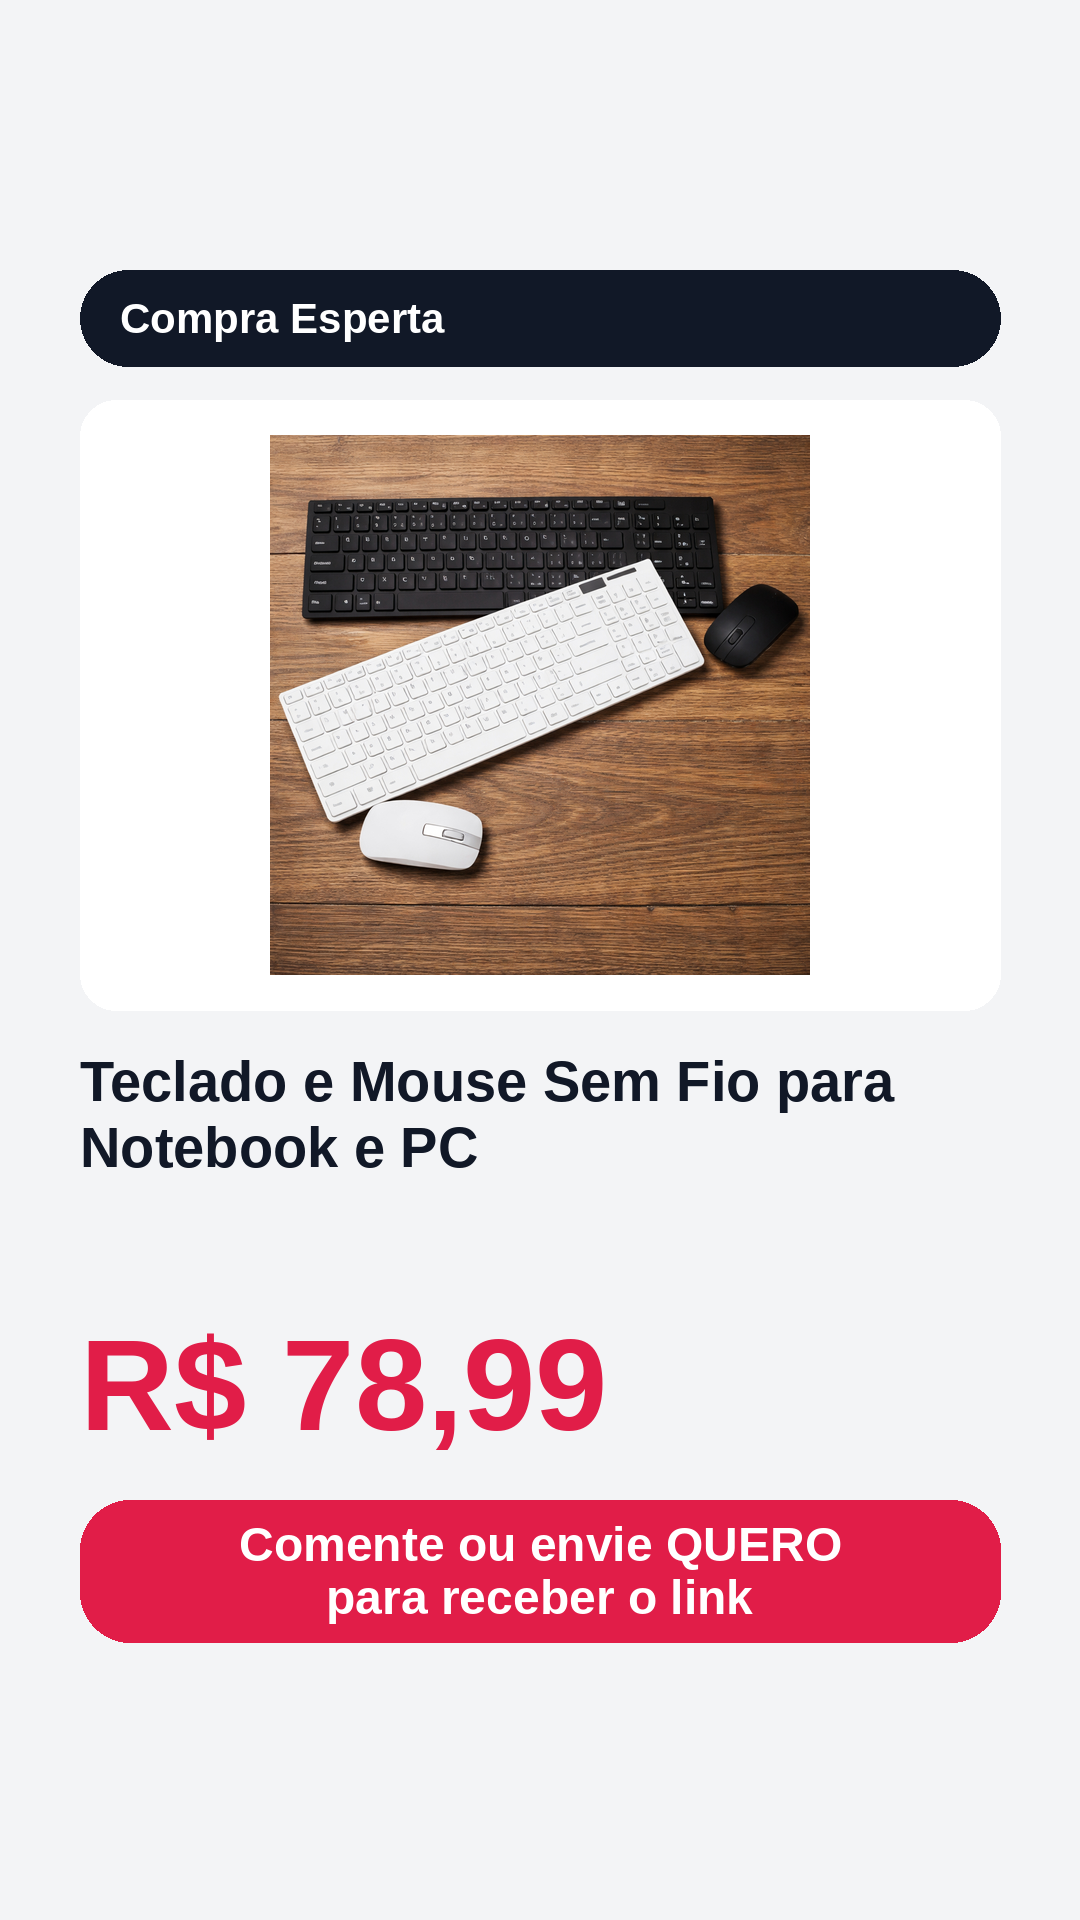 Compra Esperta
Teclado e Mouse Sem Fio para
Notebook e PC
R$ 78,99
Comente ou envie QUERO
para receber o link